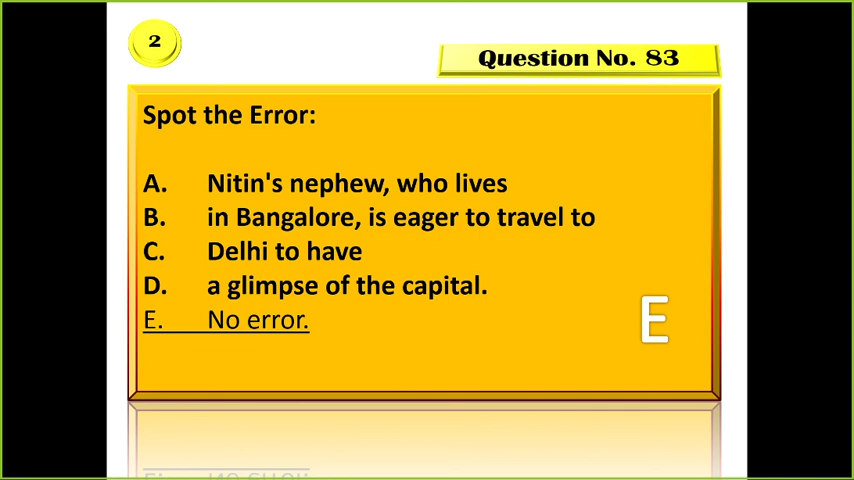 2
Question No. 83
Spot the Error:
A. Nitin's nephew, who lives
B. in Bangalore, is eager to travel to
C. Delhi to have
D. a glimpse of the capital.
E. No error.
E